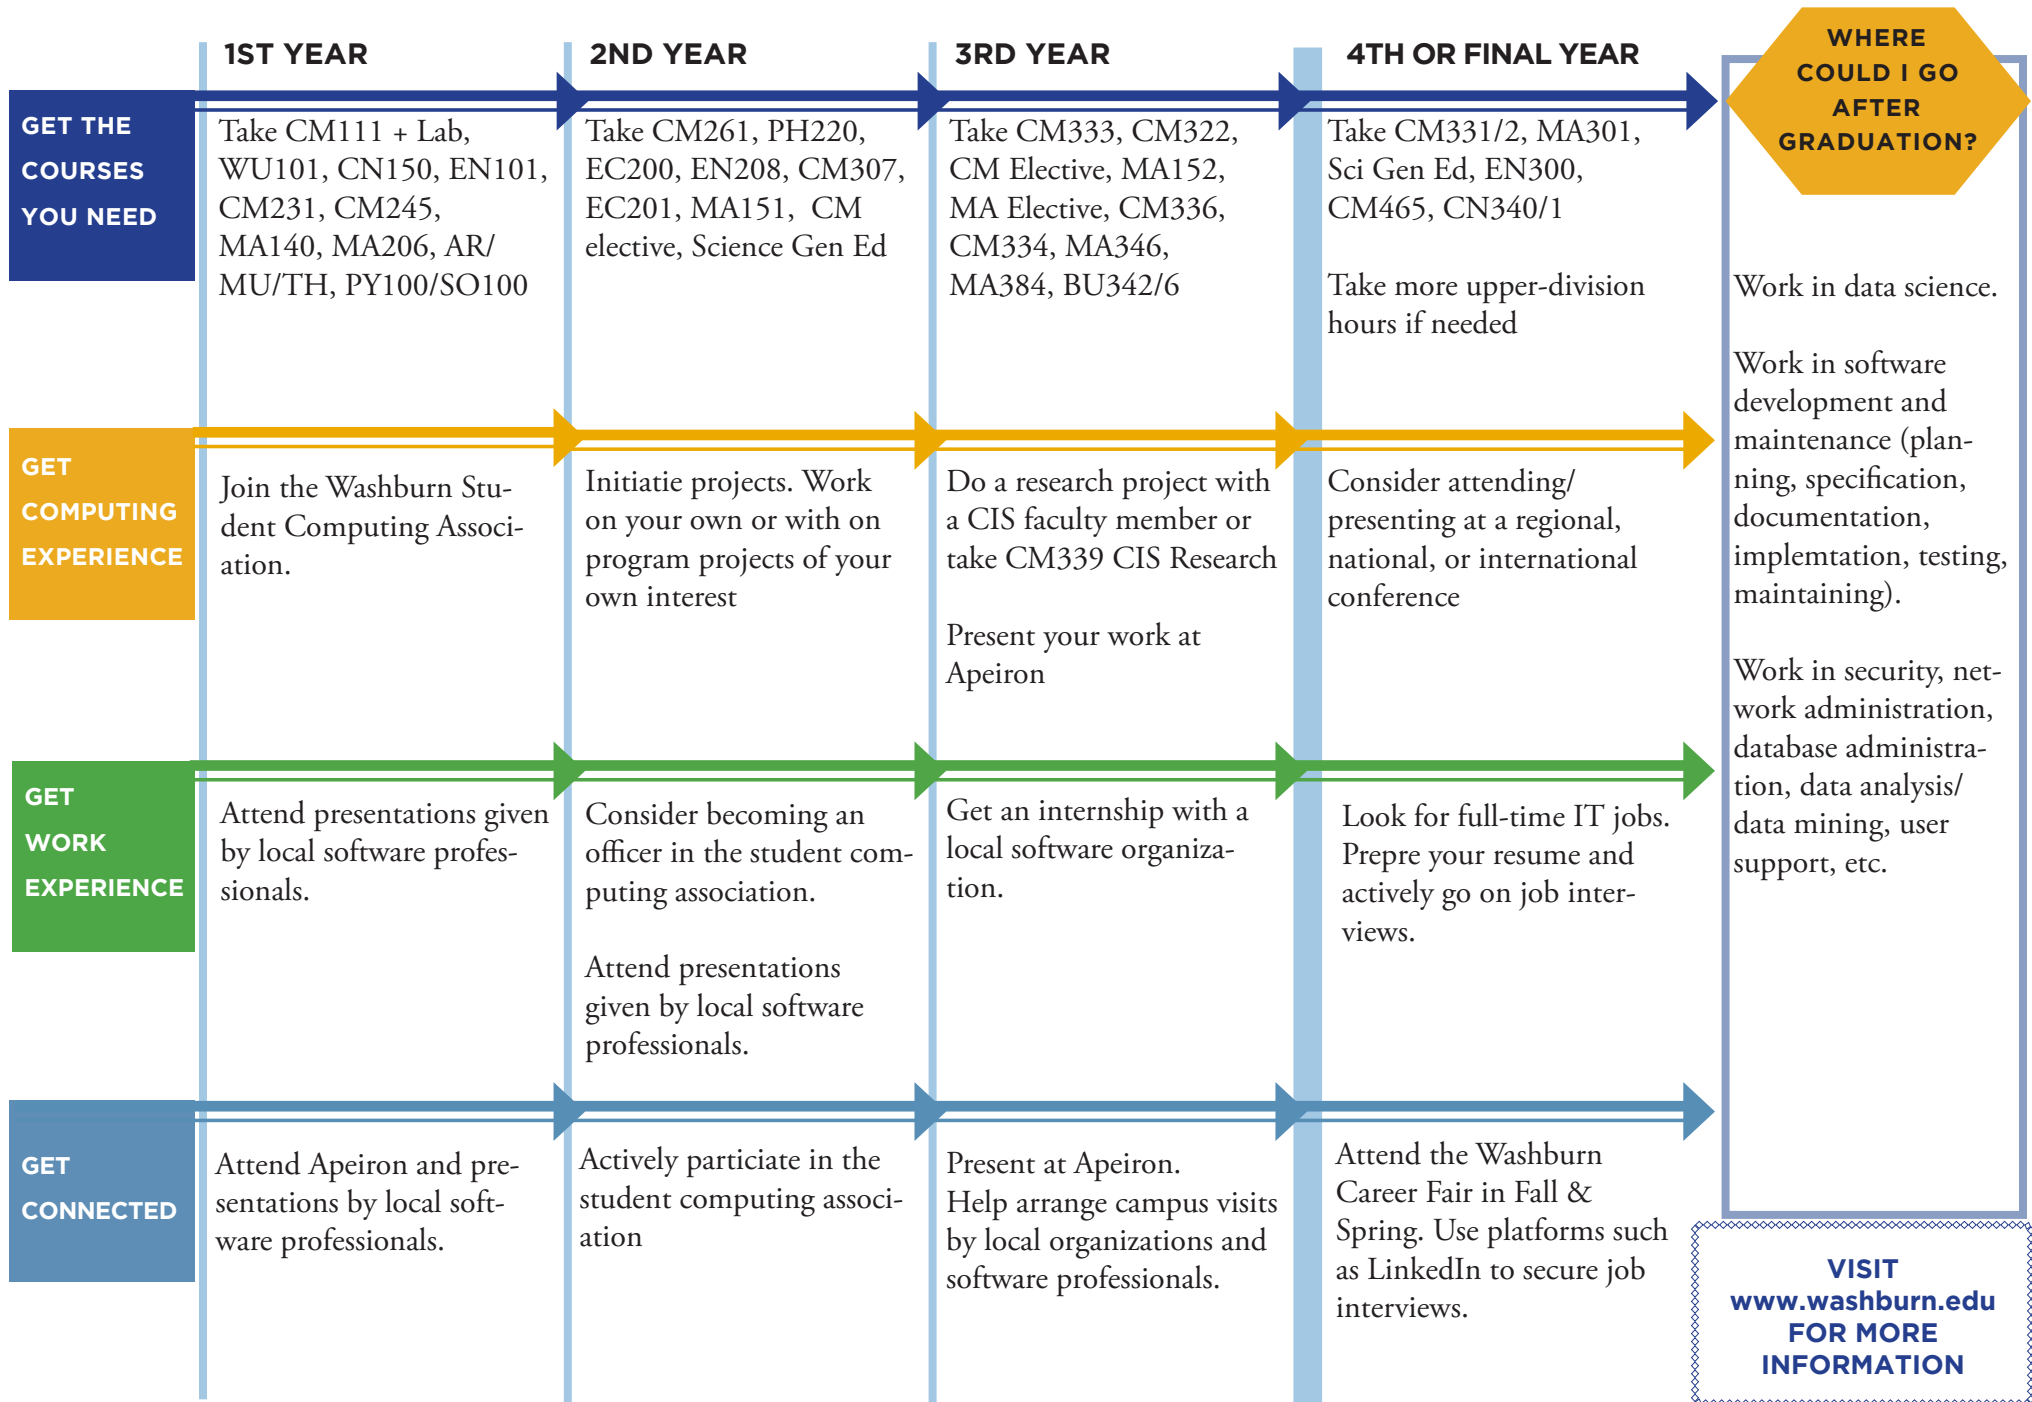 1ST YEAR
2ND YEAR
3RD YEAR
4TH OR FINAL YEAR
WHERE
COULD I GO
AFTER
GRADUATION?
GET THE
COURSES
YOU NEED
Take CM111 + Lab,
WU101, CN150, EN101,
CM231, CM245,
MA140, MA206, AR/
MU/TH, PY100/SO100
Take CM261, PH220,
EC200, EN208, CM307,
EC201, MA151, CM
elective, Science Gen Ed
Take CM333, CM322,
CM Elective, MA152,
MA Elective, CM336,
CM334, MA346,
MA384, BU342/6
Take CM331/2, MA301,
Sci Gen Ed, EN300,
CM465, CN340/1
Take more upper-division
hours if needed
GET
COMPUTING
EXPERIENCE
Join the Washburn Stu-
dent Computing Associ-
ation.
Initiatie projects. Work
on your own or with on
program projects of your
own interest
Do a research project with
a CIS faculty member or
take CM339 CIS Research
Present your work at
Apeiron
Consider attending/
presenting at a regional,
national, or international
conference
GET
WORK
EXPERIENCE
Attend presentations given
by local software profes-
sionals.
Consider becoming an
officer in the student com-
puting association.
Attend presentations
given by local software
professionals.
Get an internship with a
local software organiza-
tion.
Look for full-time IT jobs.
Prepre your resume and
actively go on job inter-
views.
GET
CONNECTED
Attend Apeiron and pre-
sentations by local soft-
ware professionals.
Actively particiate in the
student computing associ-
ation
Present at Apeiron.
Help arrange campus visits
by local organizations and
software professionals.
Attend the Washburn
Career Fair in Fall &
Spring. Use platforms such
as LinkedIn to secure job
interviews.
Work in data science.
Work in software
development and
maintenance (plan-
ning, specification,
documentation,
implemtation, testing,
maintaining).
Work in security, net-
work administration,
database administra-
tion, data analysis/
data mining, user
support, etc.
VISIT
www.washburn.edu
FOR MORE
INFORMATION